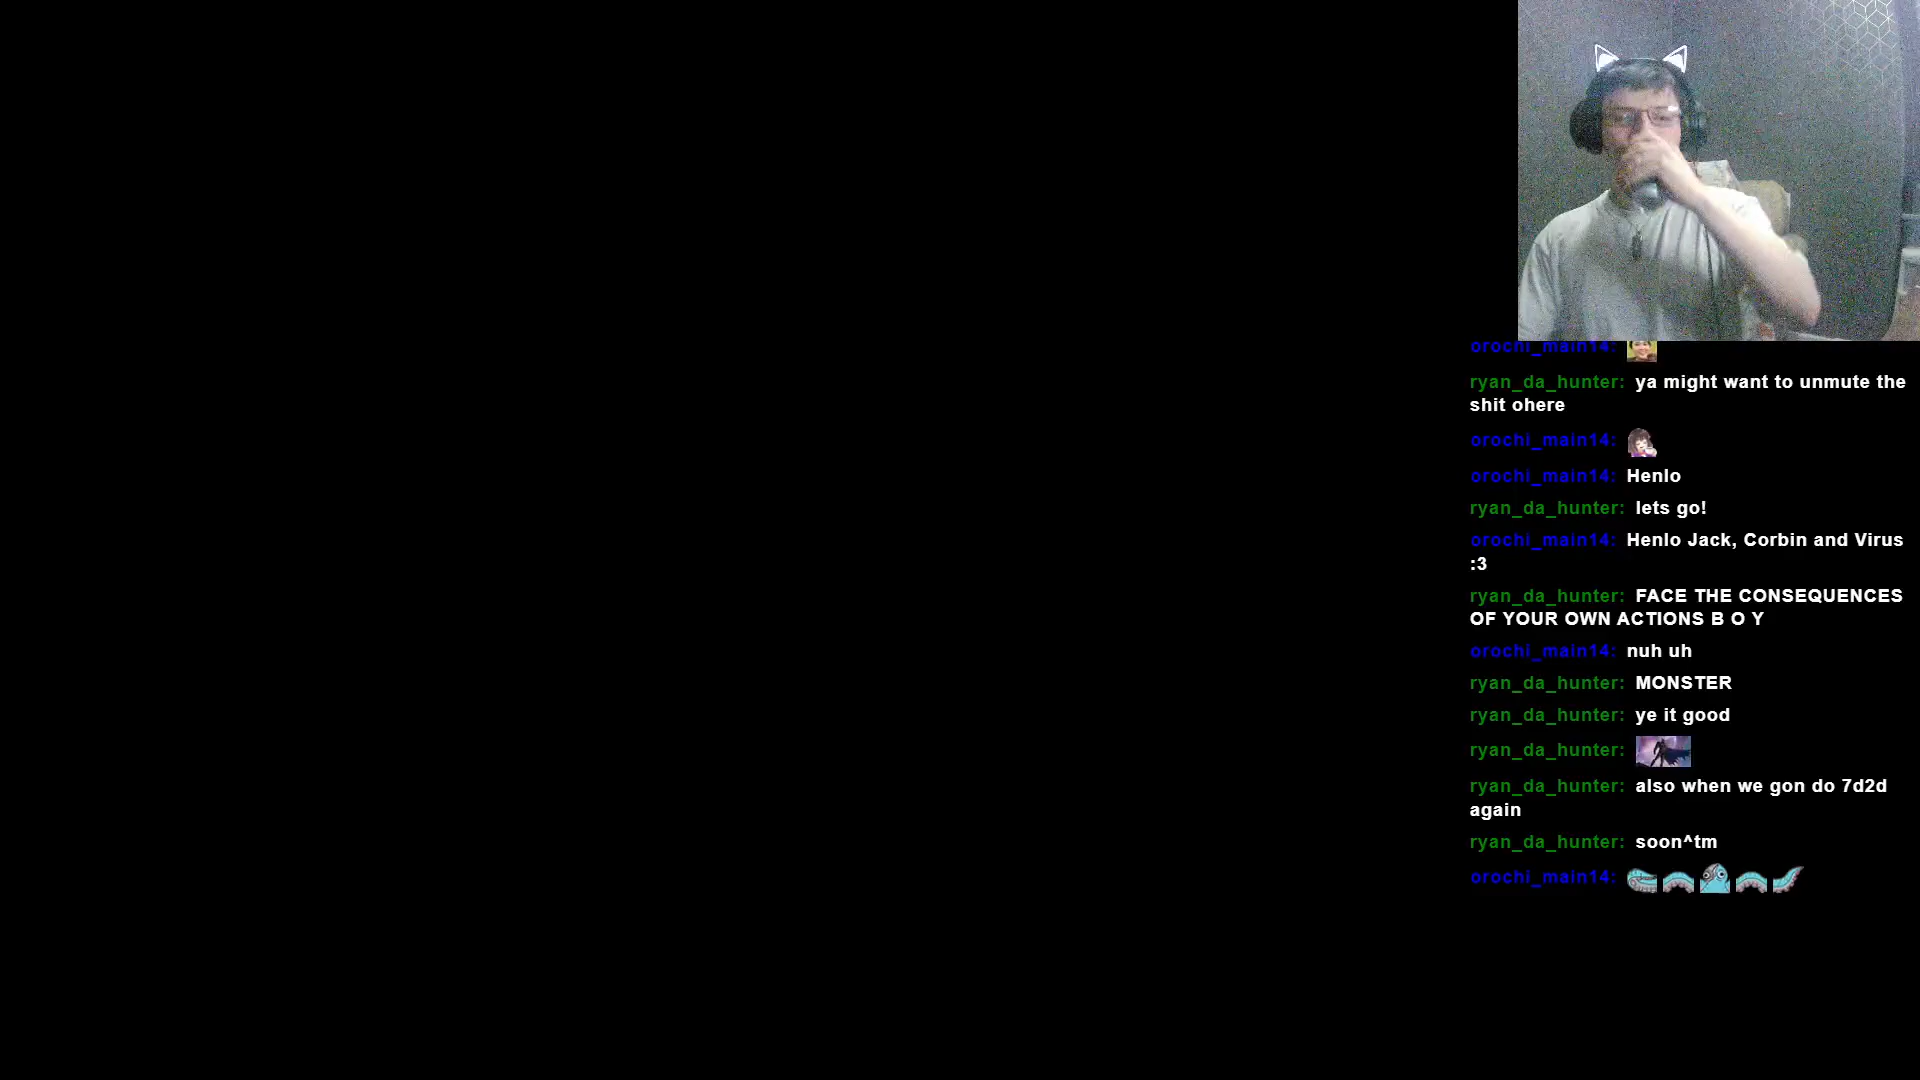 orochi_main14:
ryan_da_hunter: ya might want to unmute the
shit ohere
orochi_main14:
orochi_main14: Henlo
ryan_da_hunter: lets go!
orochi_main14: Henlo Jack, Corbin and Virus
:3
ryan_da_hunter: FACE THE CONSEQUENCES
OF YOUR OWN ACTIONS B O Y
orochi_main14: nuh uh
ryan_da_hunter: MONSTER
ryan_da_hunter: ye it good
ryan_da_hunter:
ryan_da_hunter: also when we gon do 7d2d
again
ryan_da_hunter: soon^tm
orochi_main14: